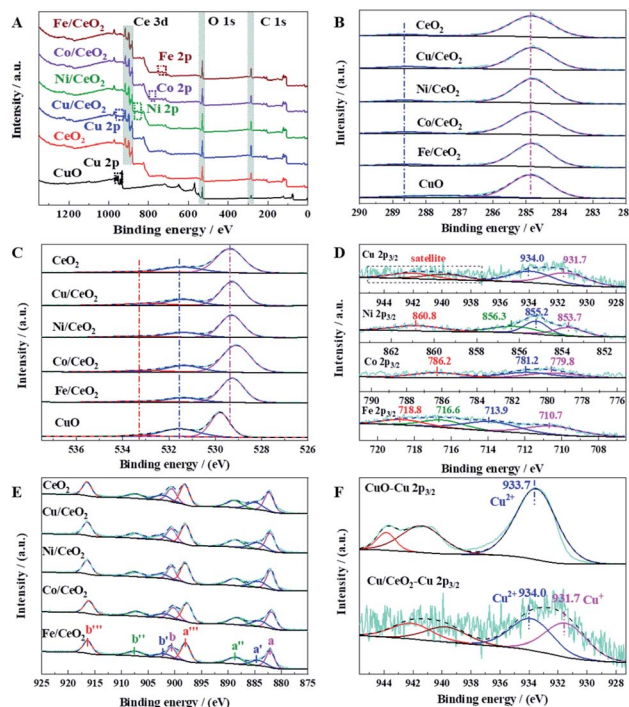 A
Fe/CeO2
Ce 3d
O 1s
C 1s
Co/CeO2
Fe 2p
Ni/CeO2
Co 2p
Cu/CeO2
Ni 2p
Cu 2p
CeO2
Cu 2p
CuO
Intensity / a.u.
1200 1000 800 600 400 200 0
Binding energy / (eV)
B
CeO2
Cu/CeO2
Ni/CeO2
Co/CeO2
Fe/CeO2
CuO
Intensity / (a.u.)
290 289 288 287 286 285 284 283 28
Binding energy / (eV)
C
CeO2
Cu/CeO2
Ni/CeO2
Co/CeO2
Fe/CeO2
CuO
Intensity / (a.u.)
536 534 532 530 528 526
Binding energy / (eV)
D
Cu 2p3/2
satellite
934.0
931.7
944 942 940 938 936 934 932 930 928
Ni 2p3/2
860.8
856.3
855.2
853.7
862 860 858 856 854 852
Co 2p3/2
786.2
781.2
779.8
790 788 786 784 782 780 778 776
Fe 2p3/2
718.8
716.6
713.9
710.7
720 718 716 714 712 710 708 706
Intensity / (a.u.)
Binding energy / (eV)
E
CeO2
Cu/CeO2
Ni/CeO2
Co/CeO2
Fe/CeO2
b'''
b''
b'
b
a'''
a''
a'
a
Intensity / (a.u.)
925 915 910 905 900 895 890 885 880 875
Binding energy / (eV)
F
CuO-Cu 2p3/2
933.7
Cu2+
Cu/CeO2-Cu 2p3/2
Cu2+
934.0
931.7
Cu+
Intensity / (a.u.)
944 942 940 938 936 934 932 930 928
Binding energy / (eV)